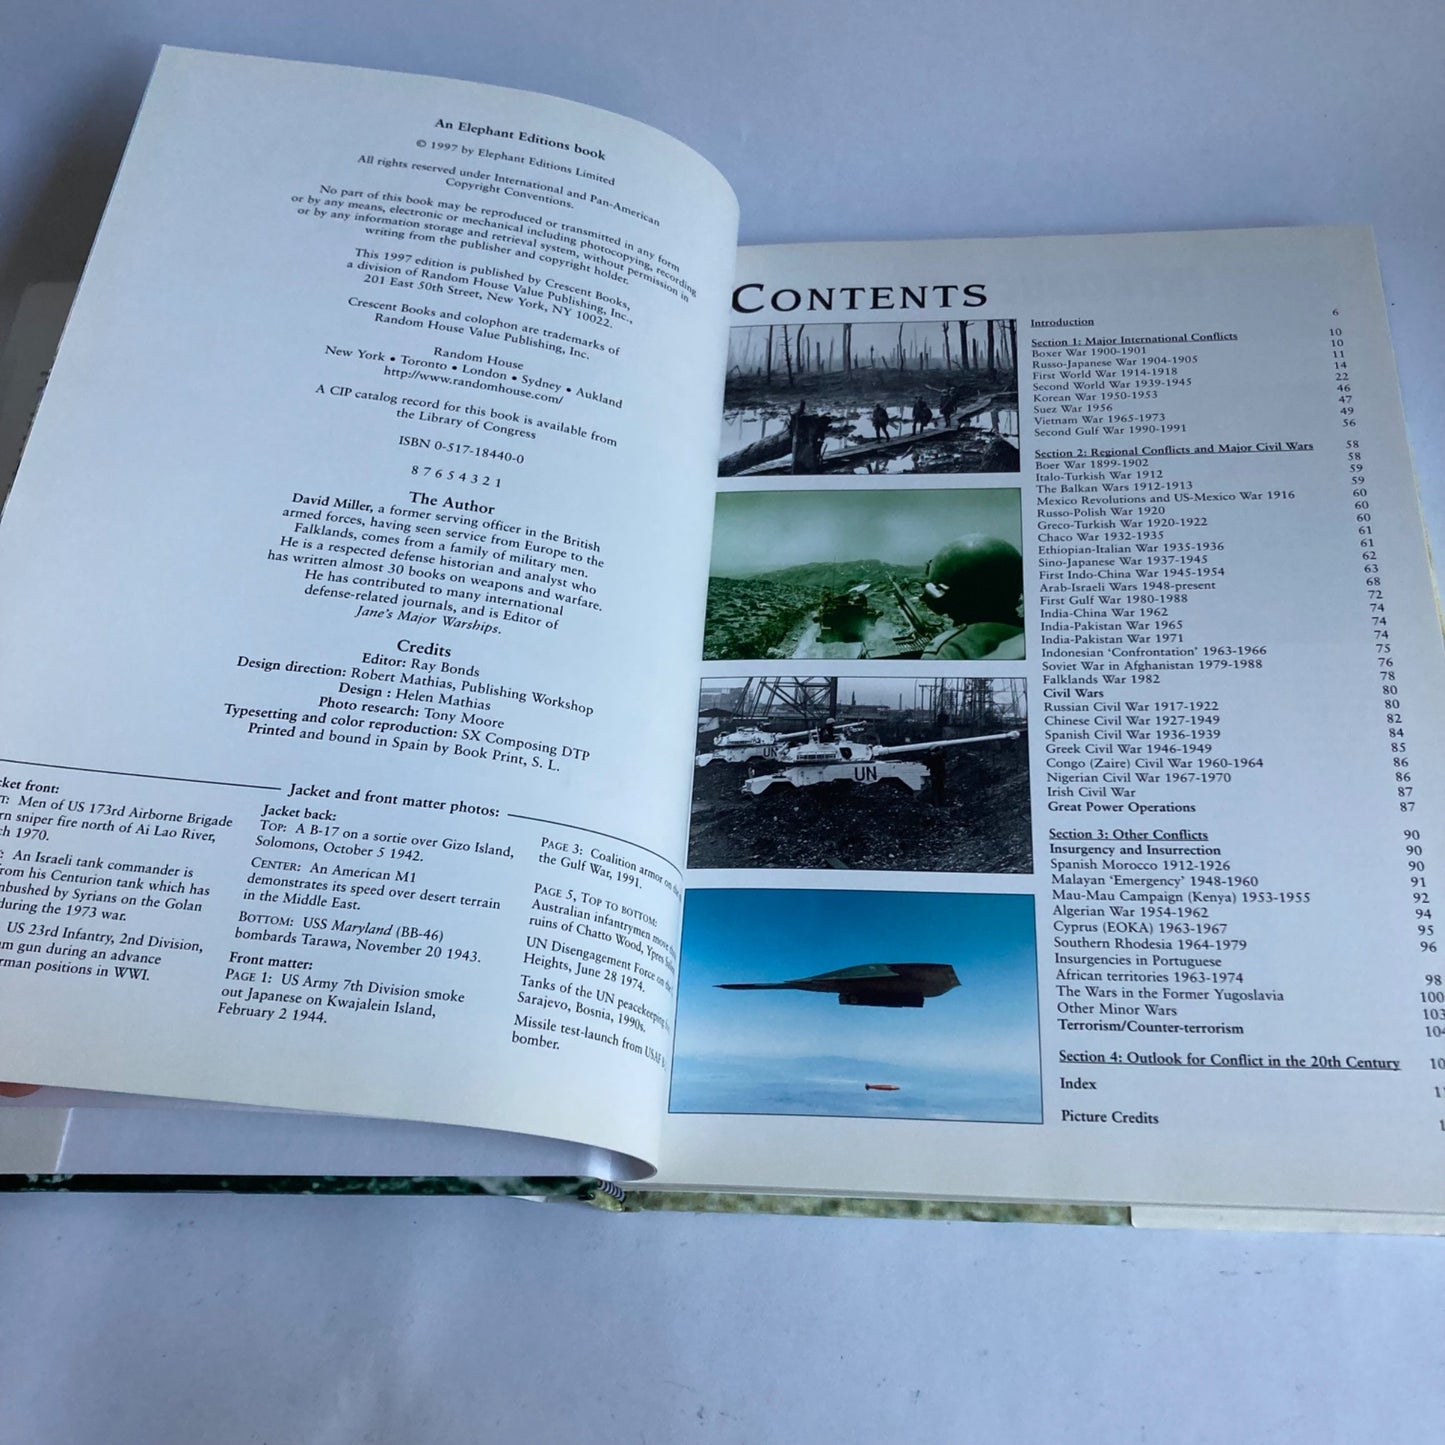 An Elephant Editions book
© 1997 by Elephant Editions Limited
All rights reserved under International and Pan-American
Copyright Conventions.
No part of this book may be reproduced or transmitted in any form
or by any means, electronic or mechanical including photocopying, recording
or by any information storage and retrieval system, without permission in
writing from the publisher and copyright holder.
This 1997 edition is published by Crescent Books,
a division of Random House Value Publishing, Inc.,
201 East 50th Street, New York, NY 10022.
Crescent Books and colophon are trademarks of
Random House Value Publishing, Inc.
Random House
New York • Toronto • London • Sydney • Aukland
http://www.randomhouse.com/
A CIP catalog record for this book is available from
the Library of Congress
ISBN 0-517-18440-0
8 7 6 5 4 3 2 1
The Author
David Miller, a former serving officer in the British
armed forces, having seen service from Europe to the
Falklands, comes from a family of military men.
He is a respected defense historian and analyst who
has written almost 30 books on weapons and warfare.
He has contributed to many international
defense-related journals, and is Editor of
Jane's Major Warships.
Credits
Editor: Ray Bonds
Design direction: Robert Mathias, Publishing Workshop
Design : Helen Mathias
Photo research: Tony Moore
Typesetting and color reproduction: SX Composing DTP
Printed and bound in Spain by Book Print, S. L.
Jacket and front matter photos:
front:
Men of US 173rd Airborne Brigade
sniper fire north of Ai Lao River,
1970.
An Israeli tank commander is
from his Centurion tank which has
by Syrians on the Golan
during the 1973 war.
US 23rd Infantry, 2nd Division,
gun during an advance
positions in WWI.
Jacket back:
TOP: A B-17 on a sortie over Gizo Island,
Solomons, October 5 1942.
CENTER: An American M1
demonstrates its speed over desert terrain
in the Middle East.
BOTTOM: USS Maryland (BB-46)
bombards Tarawa, November 20 1943.
Front matter:
PAGE 1: US Army 7th Division smoke
out Japanese on Kwajalein Island,
February 2 1944.
PAGE 3: Coalition armor on the
the Gulf War, 1991.
PAGE 5, TOP TO BOTTOM:
Australian infantrymen move
ruins of Chatto Wood, Ypres
UN Disengagement Force on the
Heights, June 28 1974.
Tanks of the UN peacekeeping
Sarajevo, Bosnia, 1990s.
Missile test-launch from USAF
bomber.
CONTENTS
UN
UN
Introduction 6
Section 1: Major International Conflicts 10
Boxer War 1900-1901 10
Russo-Japanese War 1904-1905 11
First World War 1914-1918 14
Second World War 1939-1945 22
Korean War 1950-1953 46
Suez War 1956 47
Vietnam War 1965-1973 49
Second Gulf War 1990-1991 56
Section 2: Regional Conflicts and Major Civil Wars 58
Boer War 1899-1902 58
Italo-Turkish War 1912 59
The Balkan Wars 1912-1913 59
Mexico Revolutions and US-Mexico War 1916 60
Russo-Polish War 1920 60
Greco-Turkish War 1920-1922 60
Chaco War 1932-1935 61
Ethiopian-Italian War 1935-1936 61
Sino-Japanese War 1937-1945 62
First Indo-China War 1945-1954 63
Arab-Israeli Wars 1948-present 68
First Gulf War 1980-1988 72
India-China War 1962 74
India-Pakistan War 1965 74
India-Pakistan War 1971 74
Indonesian 'Confrontation' 1963-1966 75
Soviet War in Afghanistan 1979-1988 76
Falklands War 1982 78
Civil Wars 80
Russian Civil War 1917-1922 80
Chinese Civil War 1927-1949 82
Spanish Civil War 1936-1939 84
Greek Civil War 1946-1949 85
Congo (Zaire) Civil War 1960-1964 86
Nigerian Civil War 1967-1970 86
Irish Civil War 87
Great Power Operations 87
Section 3: Other Conflicts 90
Insurgency and Insurrection 90
Spanish Morocco 1912-1926 90
Malayan 'Emergency' 1948-1960 91
Mau-Mau Campaign (Kenya) 1953-1955 92
Algerian War 1954-1962 94
Cyprus (EOKA) 1963-1967 95
Southern Rhodesia 1964-1979 96
Insurgencies in Portuguese
African territories 1963-1974 98
The Wars in the Former Yugoslavia 100
Other Minor Wars 103
Terrorism/Counter-terrorism
Section 4: Outlook for Conflict in the 20th Century
Index
Picture Credits